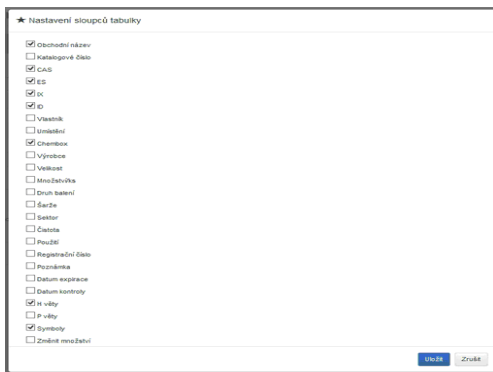 Nastavení sloupců tabulky
Obchodní název
Katalogové číslo
CAS
ES
IX
ID
Vlastník
Umístění
Chembox
Výrobce
Velikost
Množství/ks
Druh balení
Šarže
Sektor
Čistota
Použití
Registrační číslo
Poznámka
Datum expirace
Datum kontroly
H věty
P věty
Symboly
Změnit množství
Uložit Zrušit